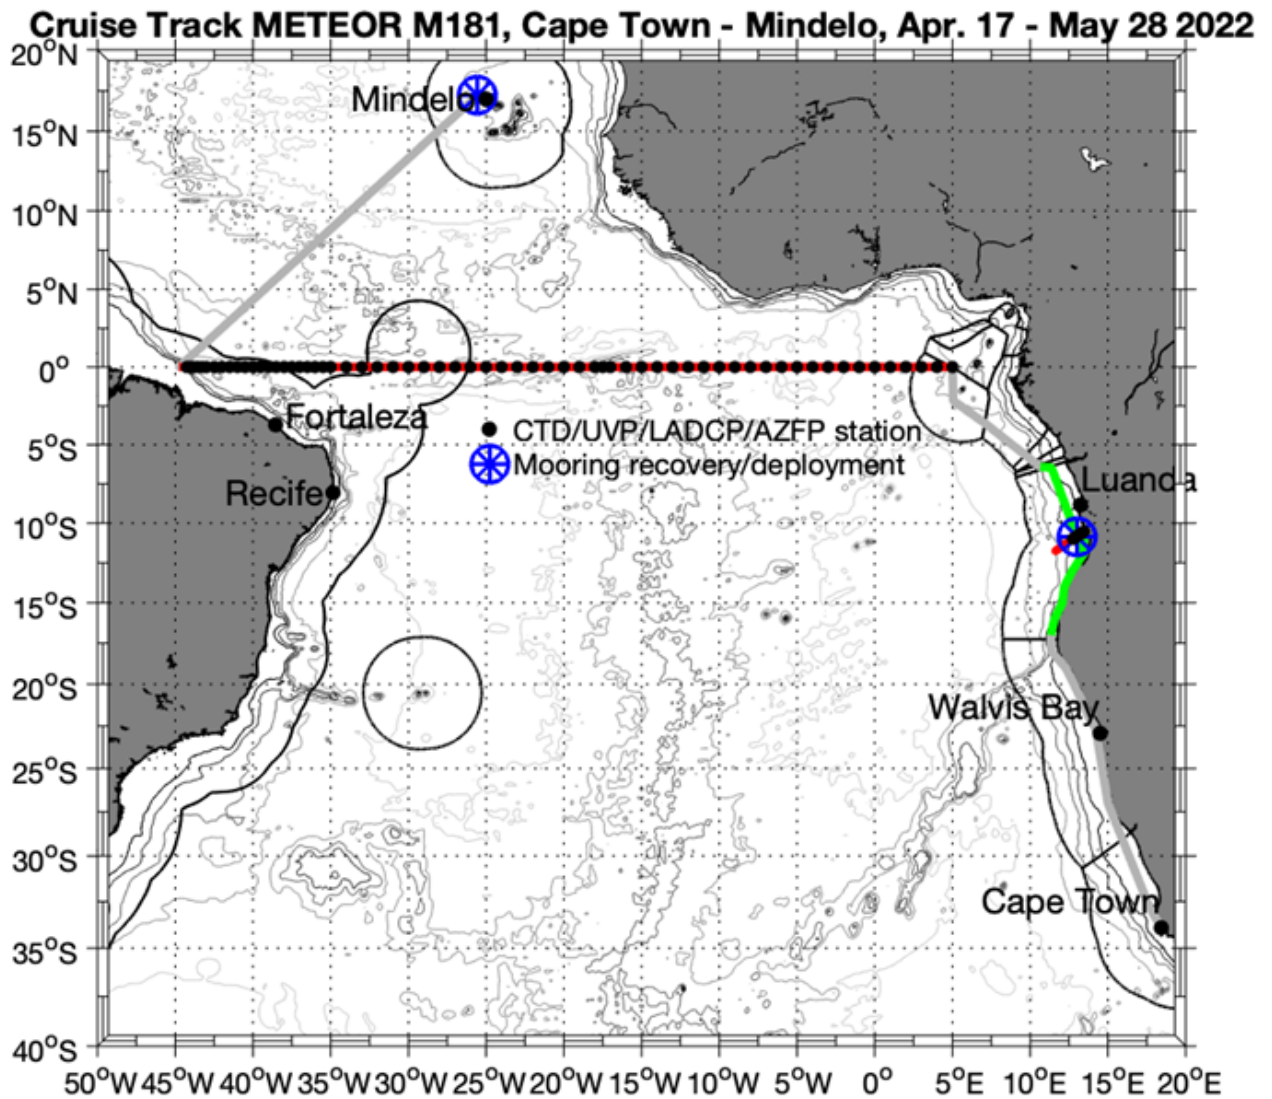 Cruise Track METEOR M181, Cape Town - Mindelo, Apr. 17 - May 28 2022
20°N
Mindelo
15°N
10°N
5°N
0°
Fortaleza
CTD/UVP/LADCP/AZFP station
5°S
Mooring recovery/deployment
Luanda
Recife
10°S
15°S
20°S
Walvis Bay
25°S
30°S
Cape Town
35°S
40°S
50°W 45°W 40°W 35°W 30°W 25°W 20°W 15°W 10°W 5°W 0° 5°E 10°E 15°E 20°E